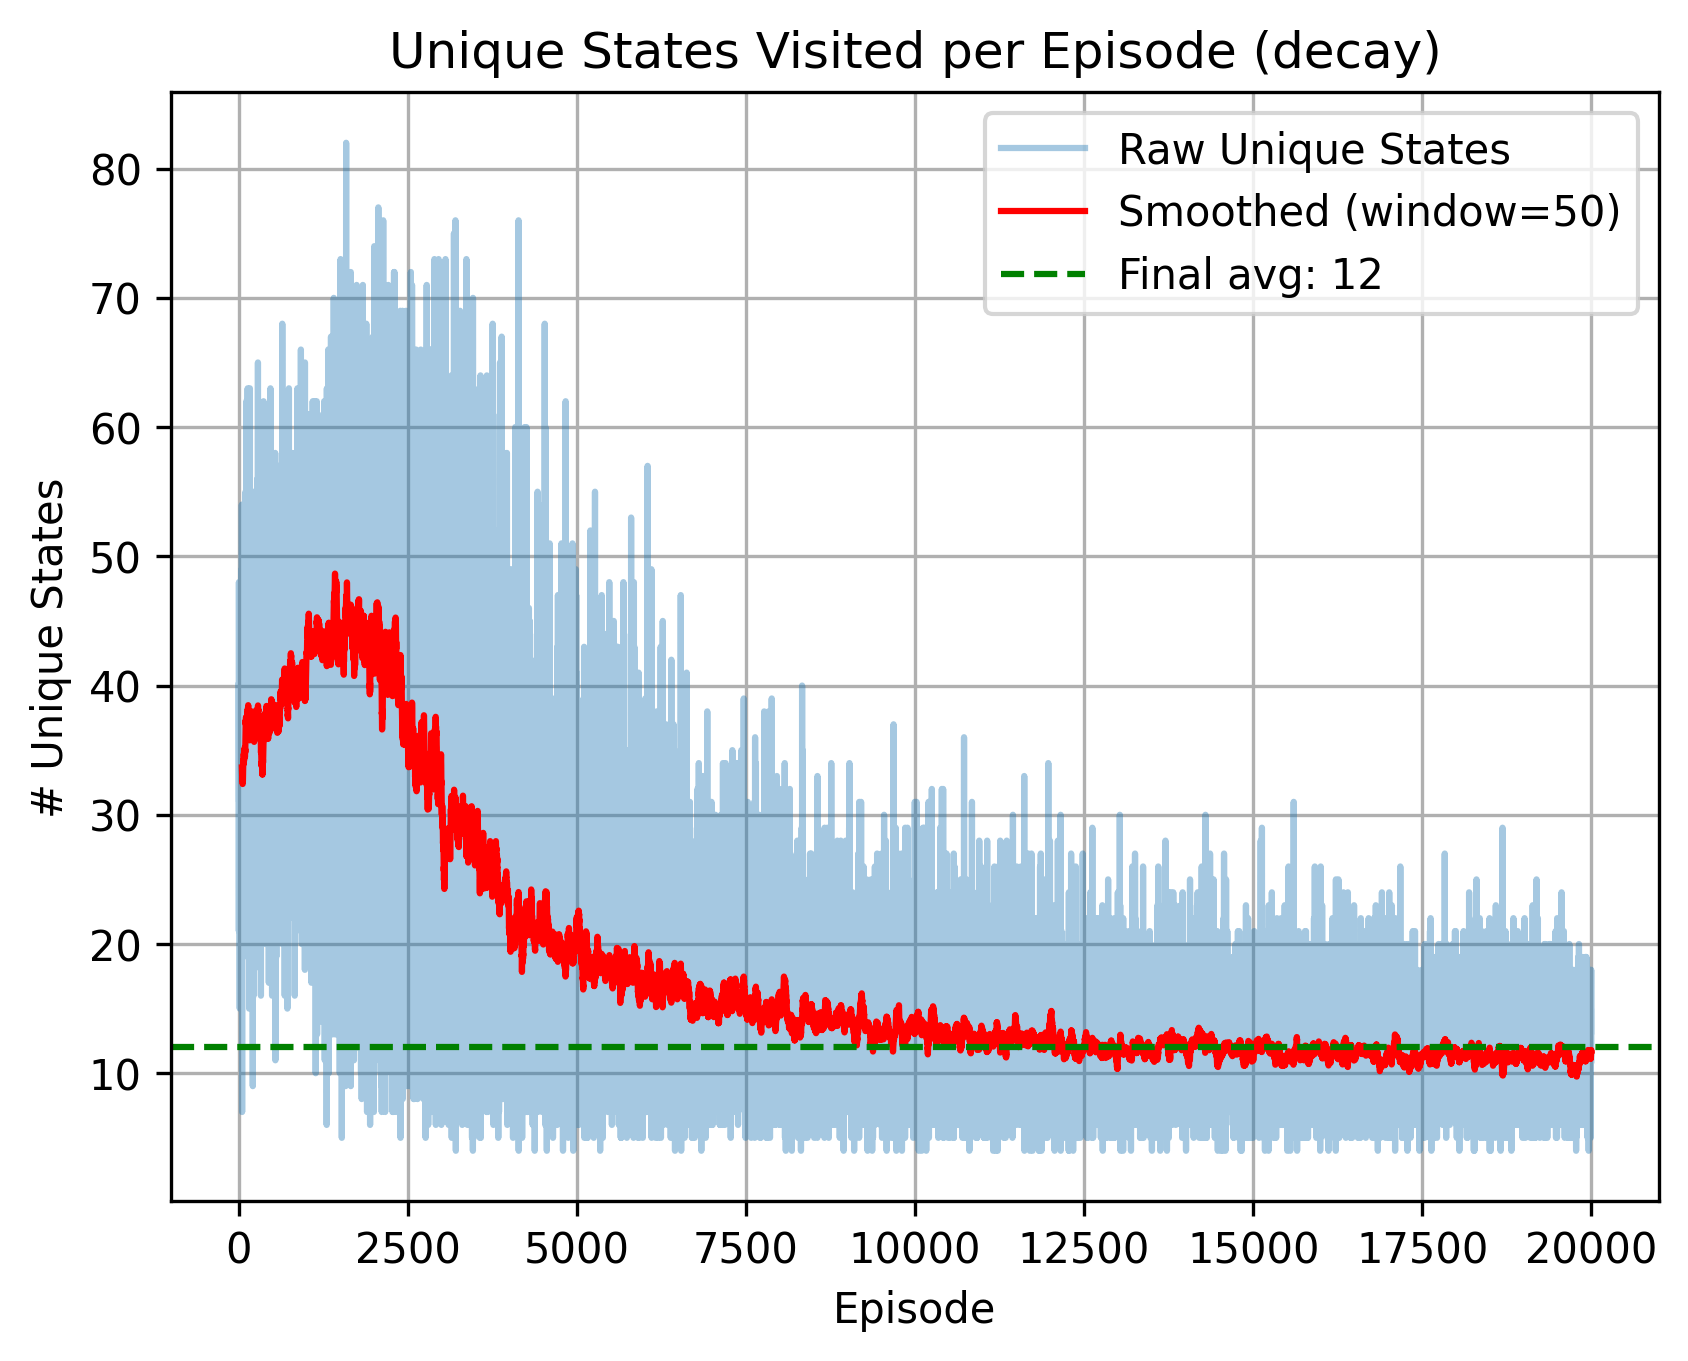 Unique States Visited per Episode (decay)
Raw Unique States
Smoothed (window=50)
Final avg: 12
# Unique States
80
70
60
50
40
30
20
10
0 2500 5000 7500 10000 12500 15000 17500 20000
Episode